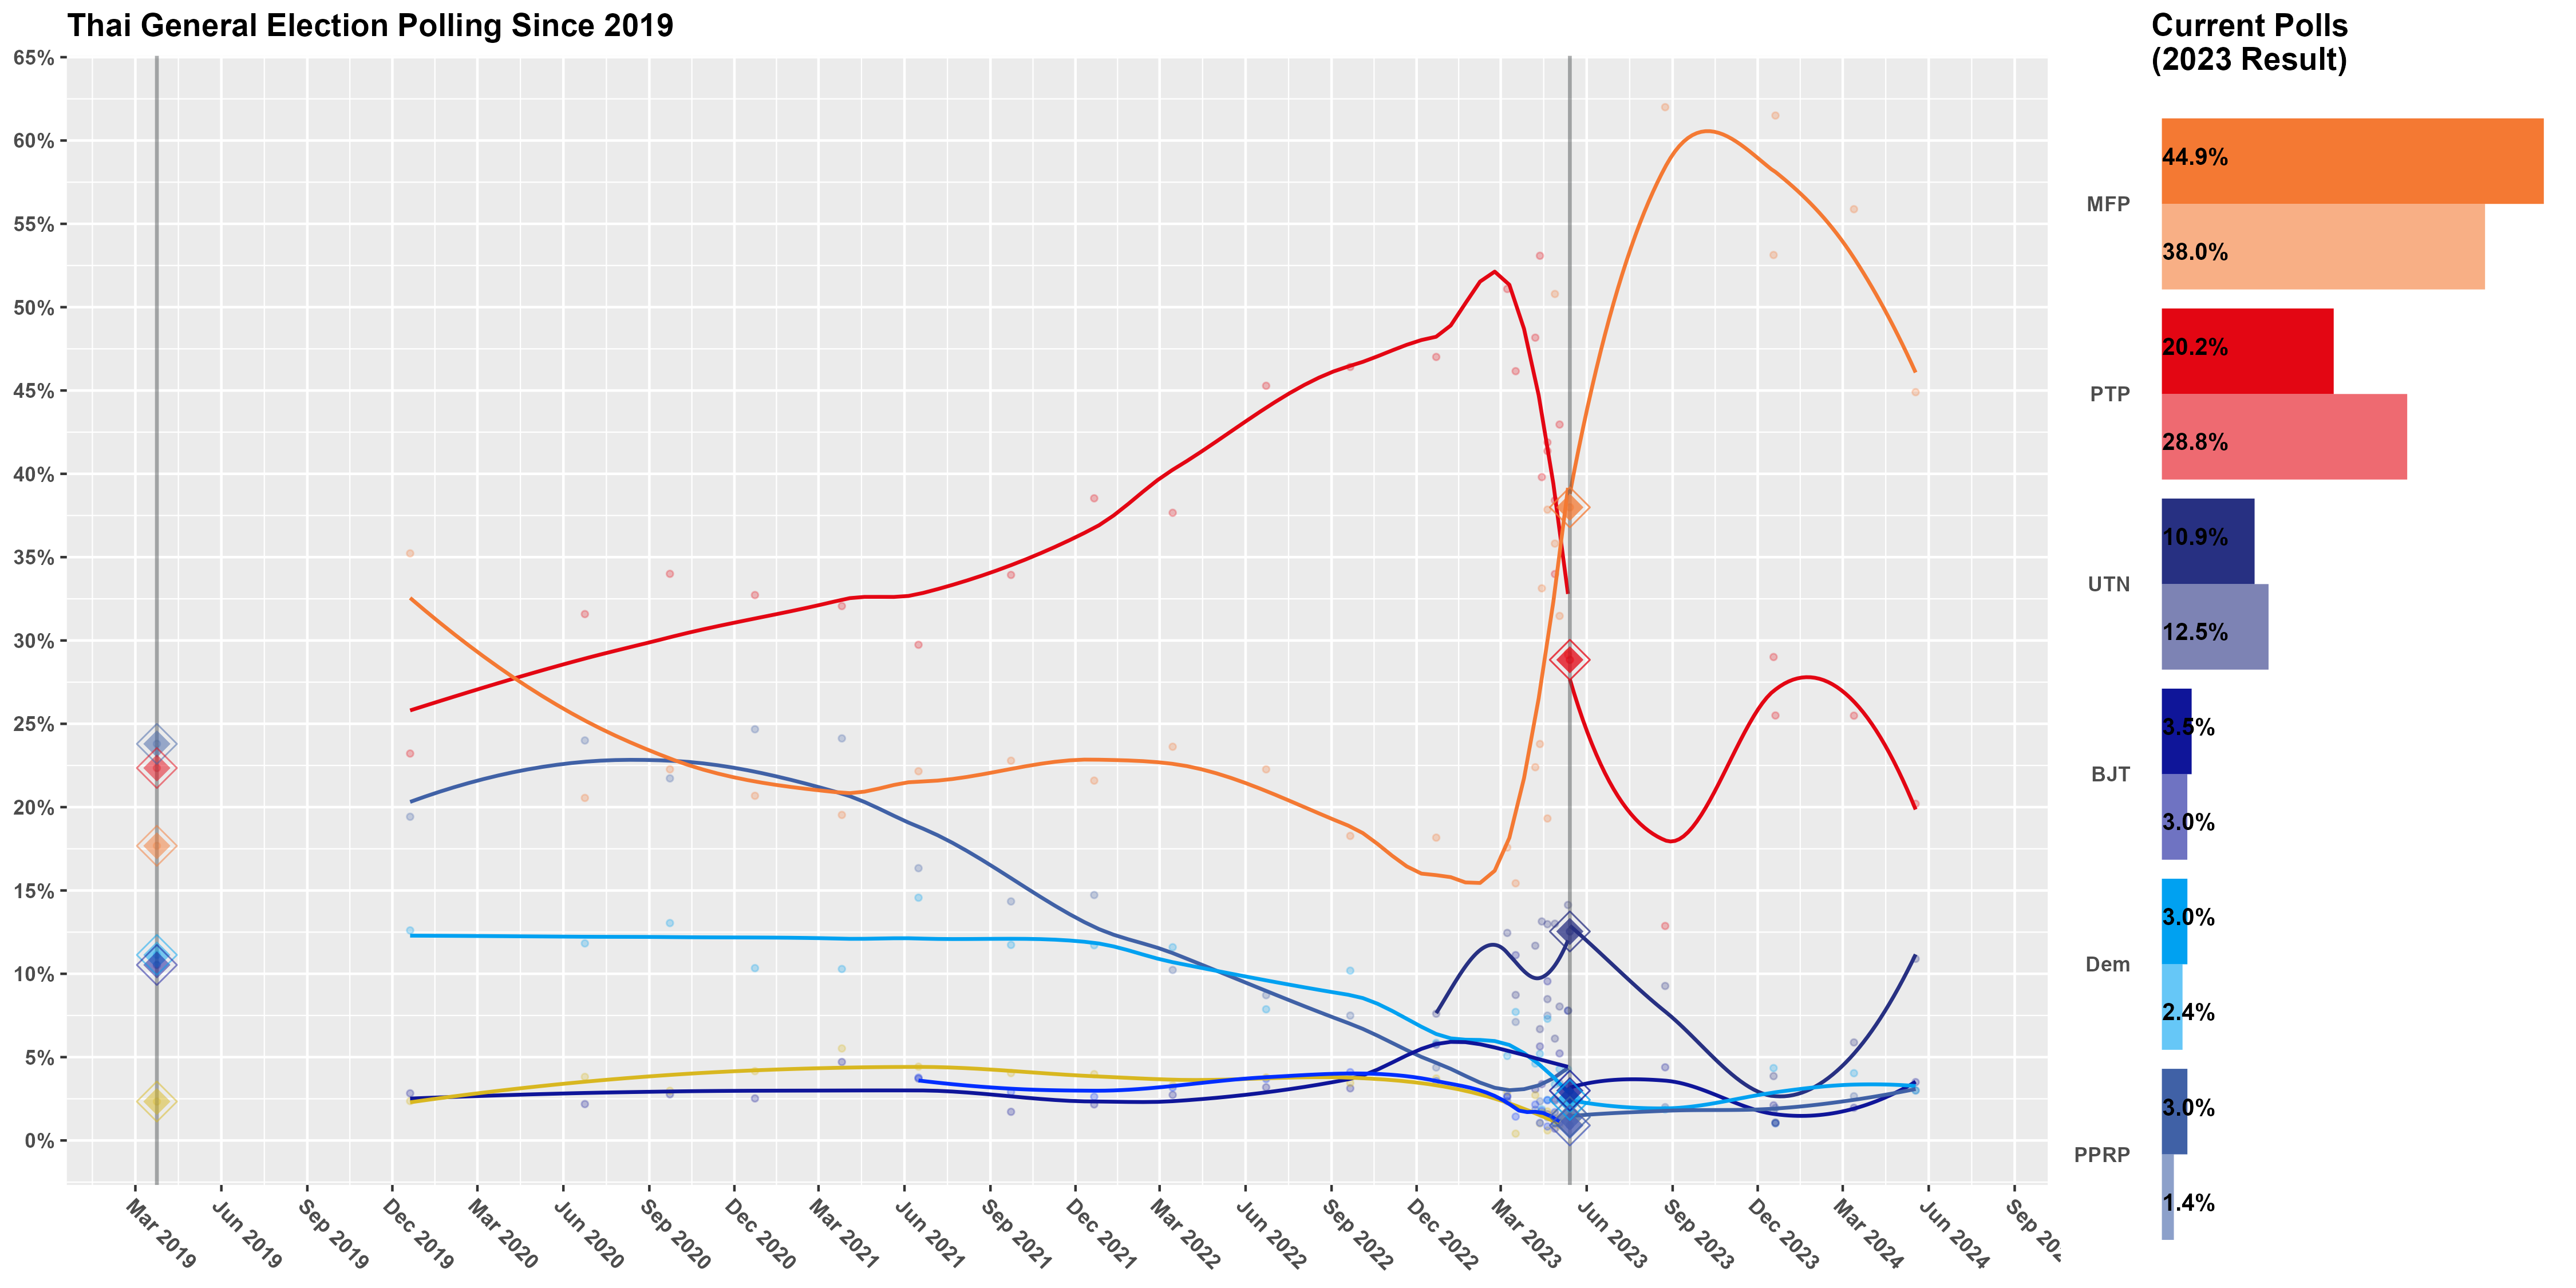 Thai General Election Polling Since 2019
65%
60%
55%
50%
45%
40%
35%
30%
25%
20%
15%
10%
5%
0%
Mar 2019
Jun 2019
Sep 2019
Dec 2019
Mar 2020
Jun 2020
Sep 2020
Dec 2020
Mar 2021
Jun 2021
Sep 2021
Dec 2021
Mar 2022
Jun 2022
Sep 2022
Dec 2022
Mar 2023
Jun 2023
Sep 2023
Dec 2023
Mar 2024
Jun 2024
Sep 202
Current Polls
(2023 Result)
MFP
44.9%
38.0%
PTP
20.2%
28.8%
UTN
10.9%
12.5%
BJT
3.5%
3.0%
Dem
3.0%
2.4%
PPRP
3.0%
1.4%